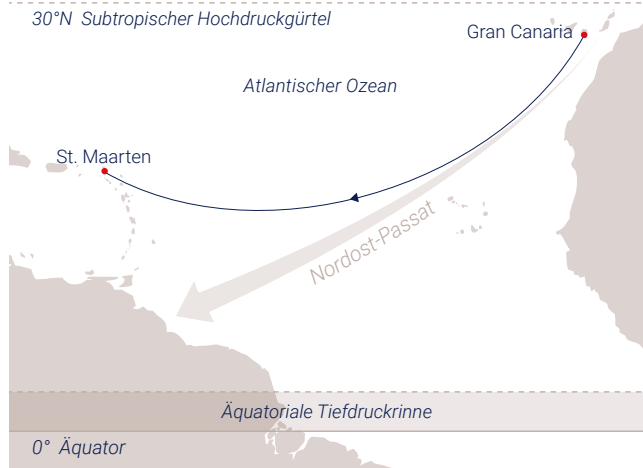 30°N Subtropischer Hochdruckgürtel
Gran Canaria
Atlantischer Ozean
St. Maarten
Nordost-Passat
Äquatoriale Tiefdruckrinne
0° Äquator